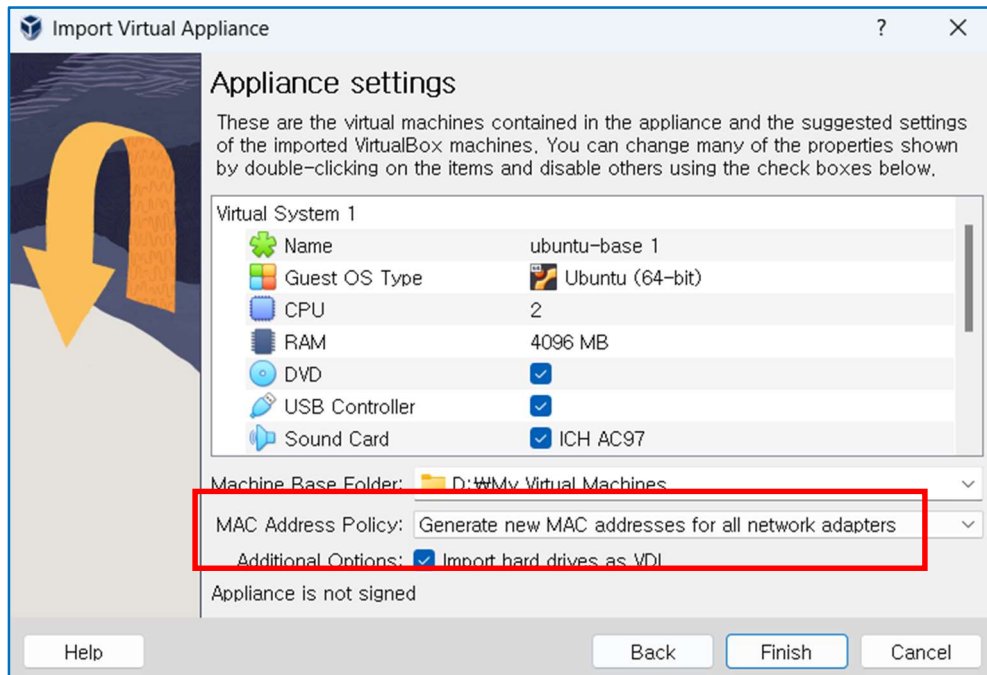 Import Virtual Appliance
?
Appliance settings
These are the virtual machines contained in the appliance and the suggested settings
of the imported VirtualBox machines. You can change many of the properties shown
by double-clicking on the items and disable others using the check boxes below.
Virtual System 1
Name ubuntu-base 1
Guest OS Type Ubuntu (64-bit)
CPU 2
RAM 4096 MB
DVD
USB Controller
Sound Card ICH AC97
Machine Base Folder: D:₩My Virtual Machines
MAC Address Policy: Generate new MAC addresses for all network adapters
Additional Options: Import hard drives as VDI
Appliance is not signed
Help Back Finish Cancel